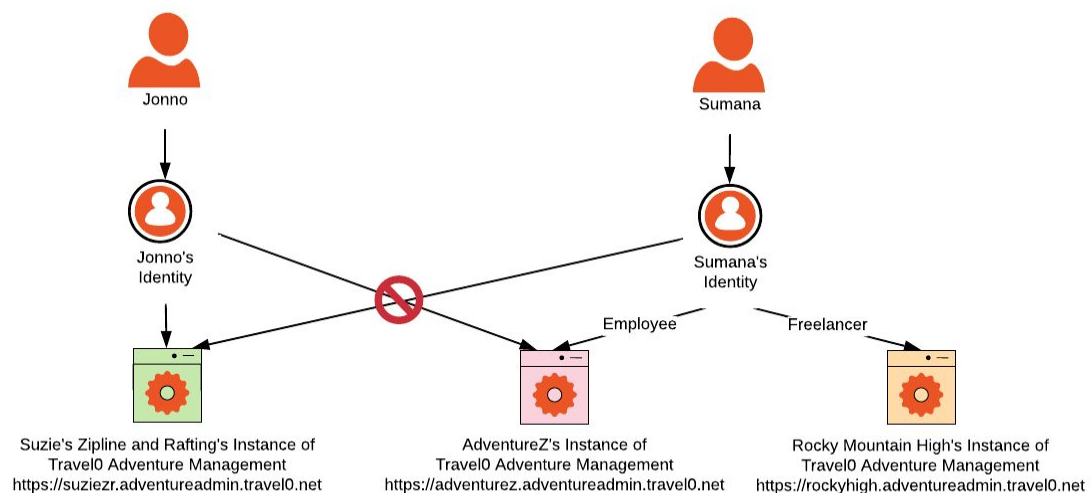 Jonno
Sumana
Jonno's
Identity
Sumana's
Identity
Employee
Freelancer
Suzie's Zipline and Rafting's Instance of
Travel0 Adventure Management
https://suziezr.adventureadmin.travel0.net
AdventureZ's Instance of
Travel0 Adventure Management
https://adventurez.adventureadmin.travel0.net
Rocky Mountain High's Instance of
Travel0 Adventure Management
https://rockyhigh.adventureadmin.travel0.net